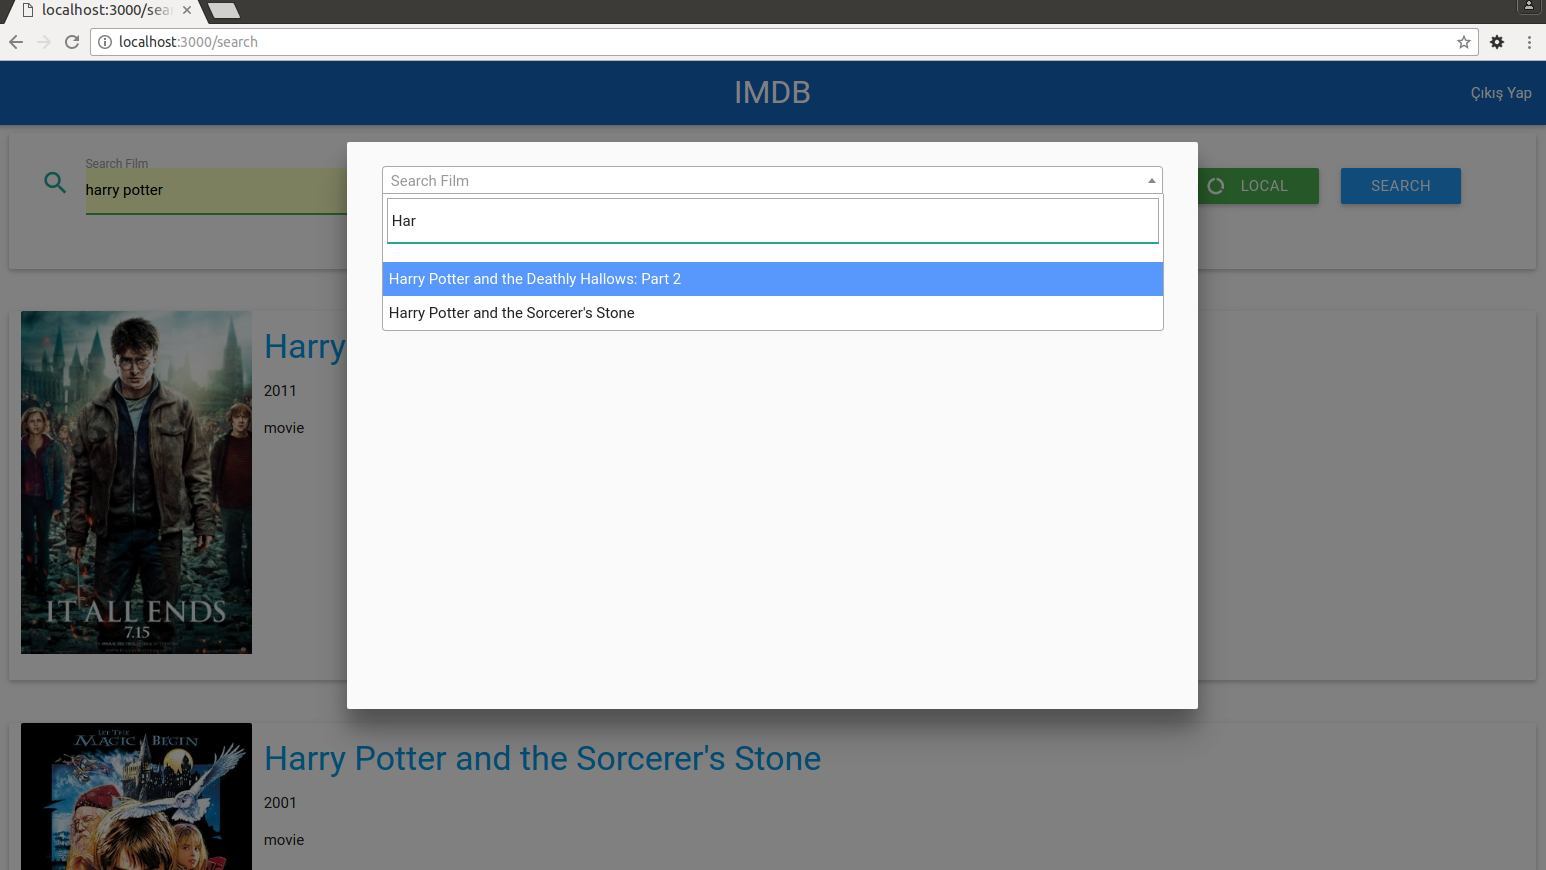 localhost:3000/sear
localhost:3000/search
IMDB
Çıkış Yap
Search Film
harry potter
LOCAL
SEARCH
Search Film
Har
Harry Potter and the Deathly Hallows: Part 2
Harry Potter and the Sorcerer's Stone
Harry
2011
movie
IT ALL ENDS
7.15
LET THE
MAGIC BEGIN
Harry Potter and the Sorcerer's Stone
2001
movie